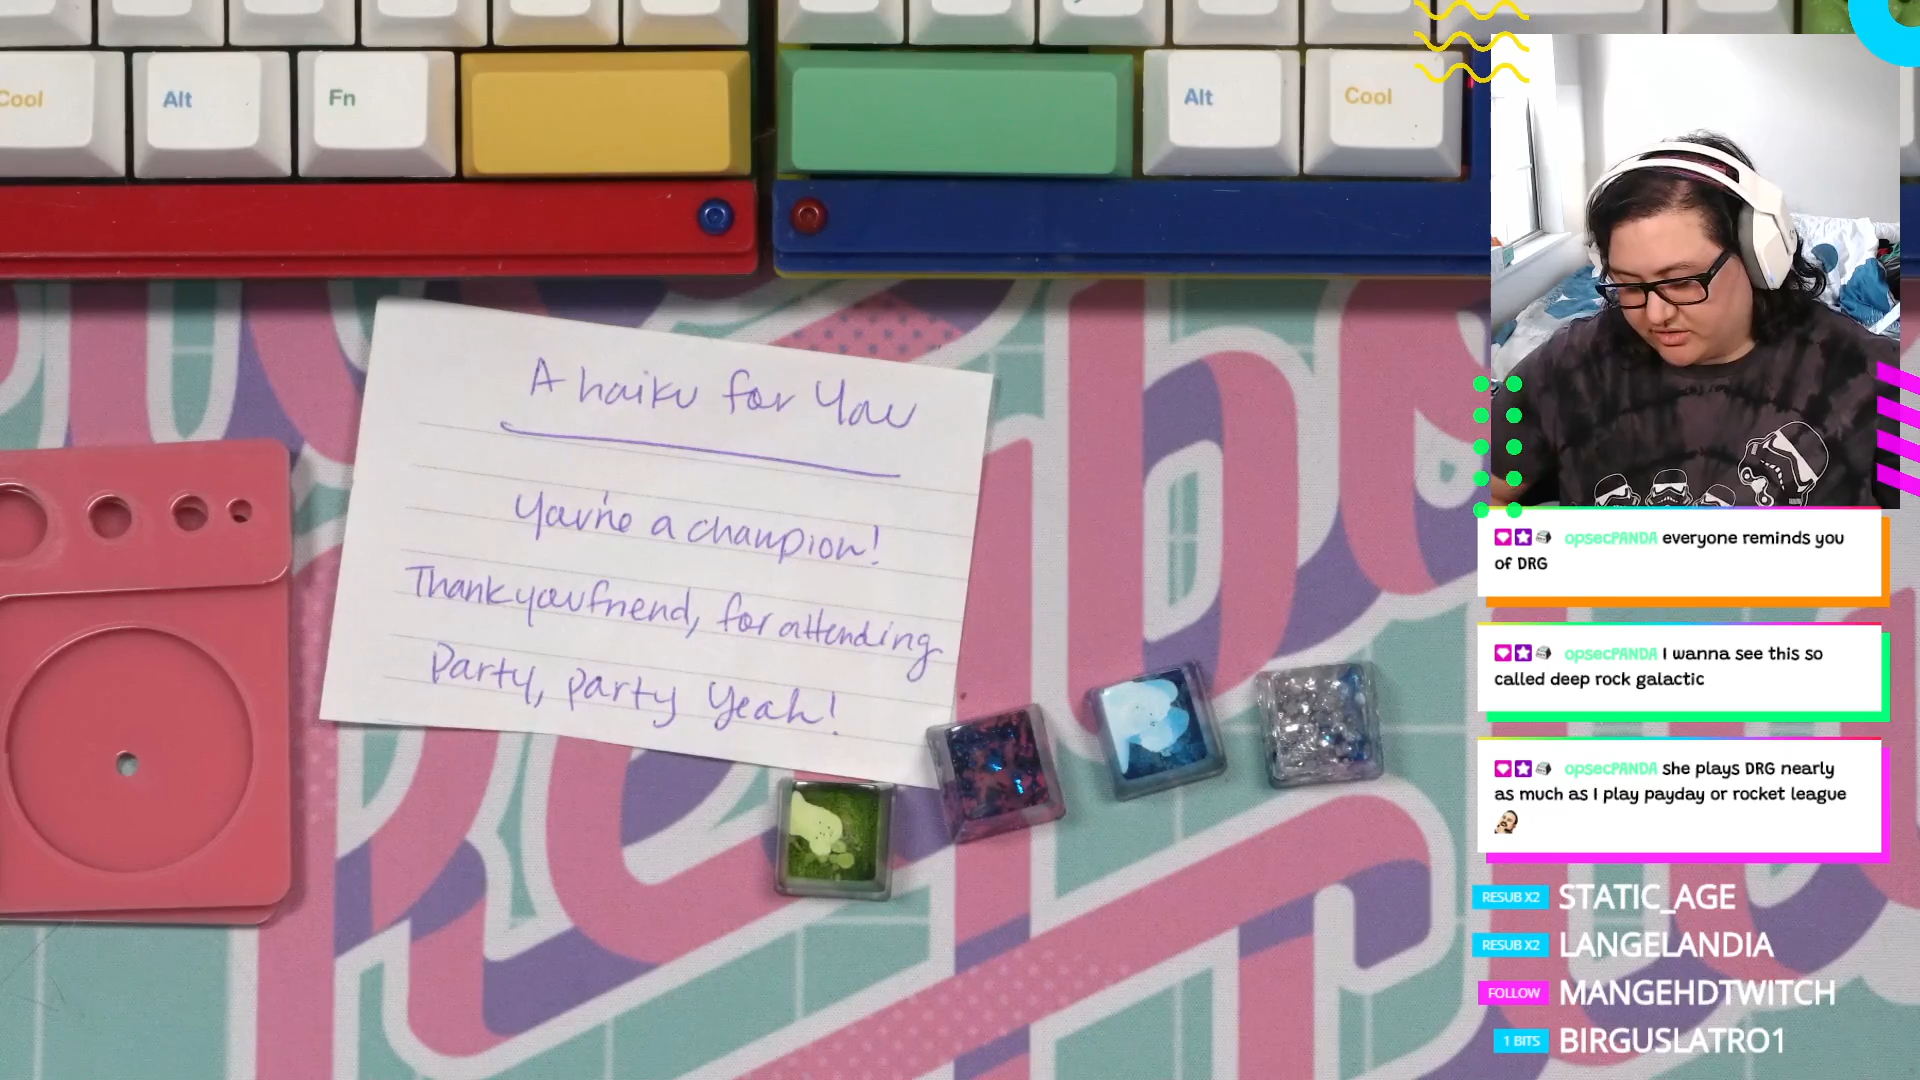 Cool
Alt
Fn
Alt
Cool
A haiku for You
You're a champion!
Thank you friend, for attending
Party, party Yeah!
opsecPANDA everyone reminds you
of DRG
opsecPANDA I wanna see this so
called deep rock galactic
opsecPANDA she plays DRG nearly
as much as I play payday or rocket league
RESUB X2 STATIC_AGE
RESUB X2 LANGELANDIA
FOLLOW MANGEHDTWITCH
1 BITS BIRGUSLATRO1